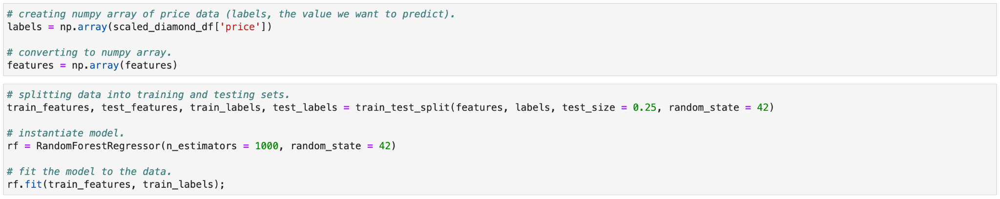 # creating numpy array of price data (labels, the value we want to predict).
labels = np.array(scaled_diamond_df['price'])
# converting to numpy array.
features = np.array(features)
# splitting data into training and testing sets.
train_features, test_features, train_labels, test_labels = train_test_split(features, labels, test_size = 0.25, random_state = 42)
# instantiate model.
rf = RandomForestRegressor(n_estimators = 1000, random_state = 42)
# fit the model to the data.
rf.fit(train_features, train_labels);